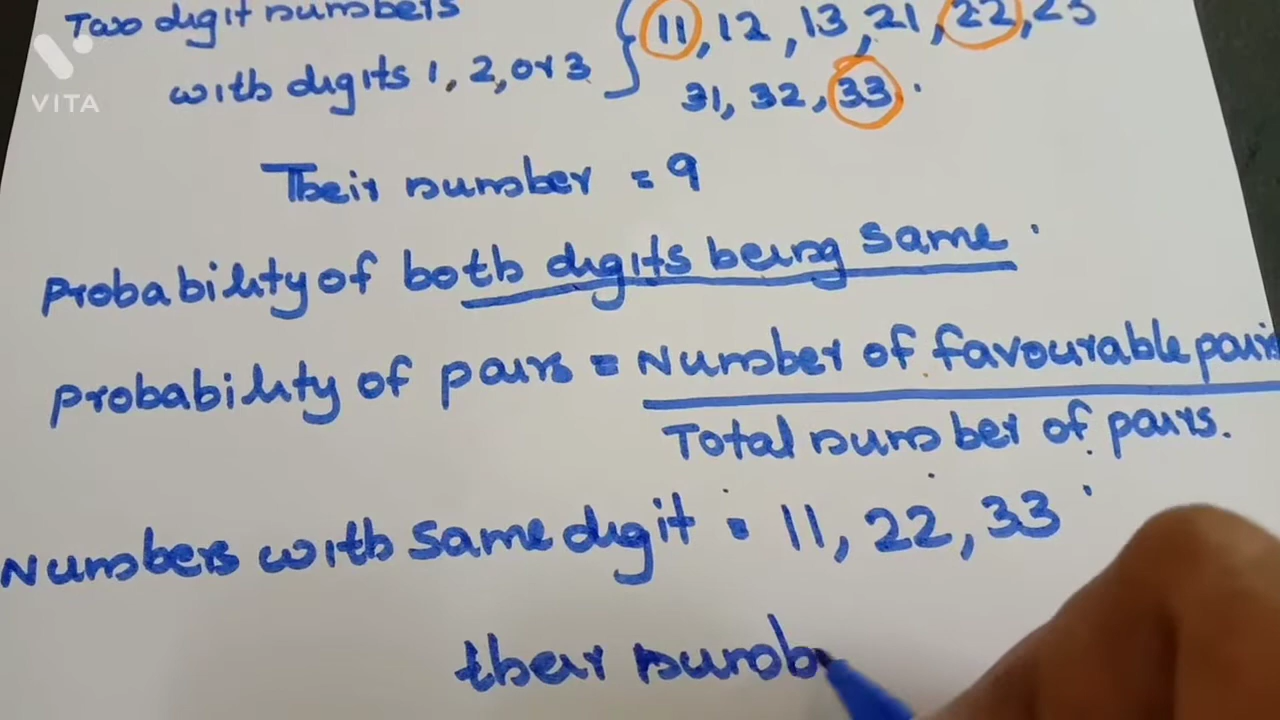 Two digit numbers
with digits 1, 2, or 3 } 11, 12, 13, 21, 22, 23
31, 32, 33.
VITA
Their number = 9
Probability of both digits being same.
Probability of pairs = Number of favourable pairs
Total number of pairs.
Numbers with same digit = 11, 22, 33
their numb